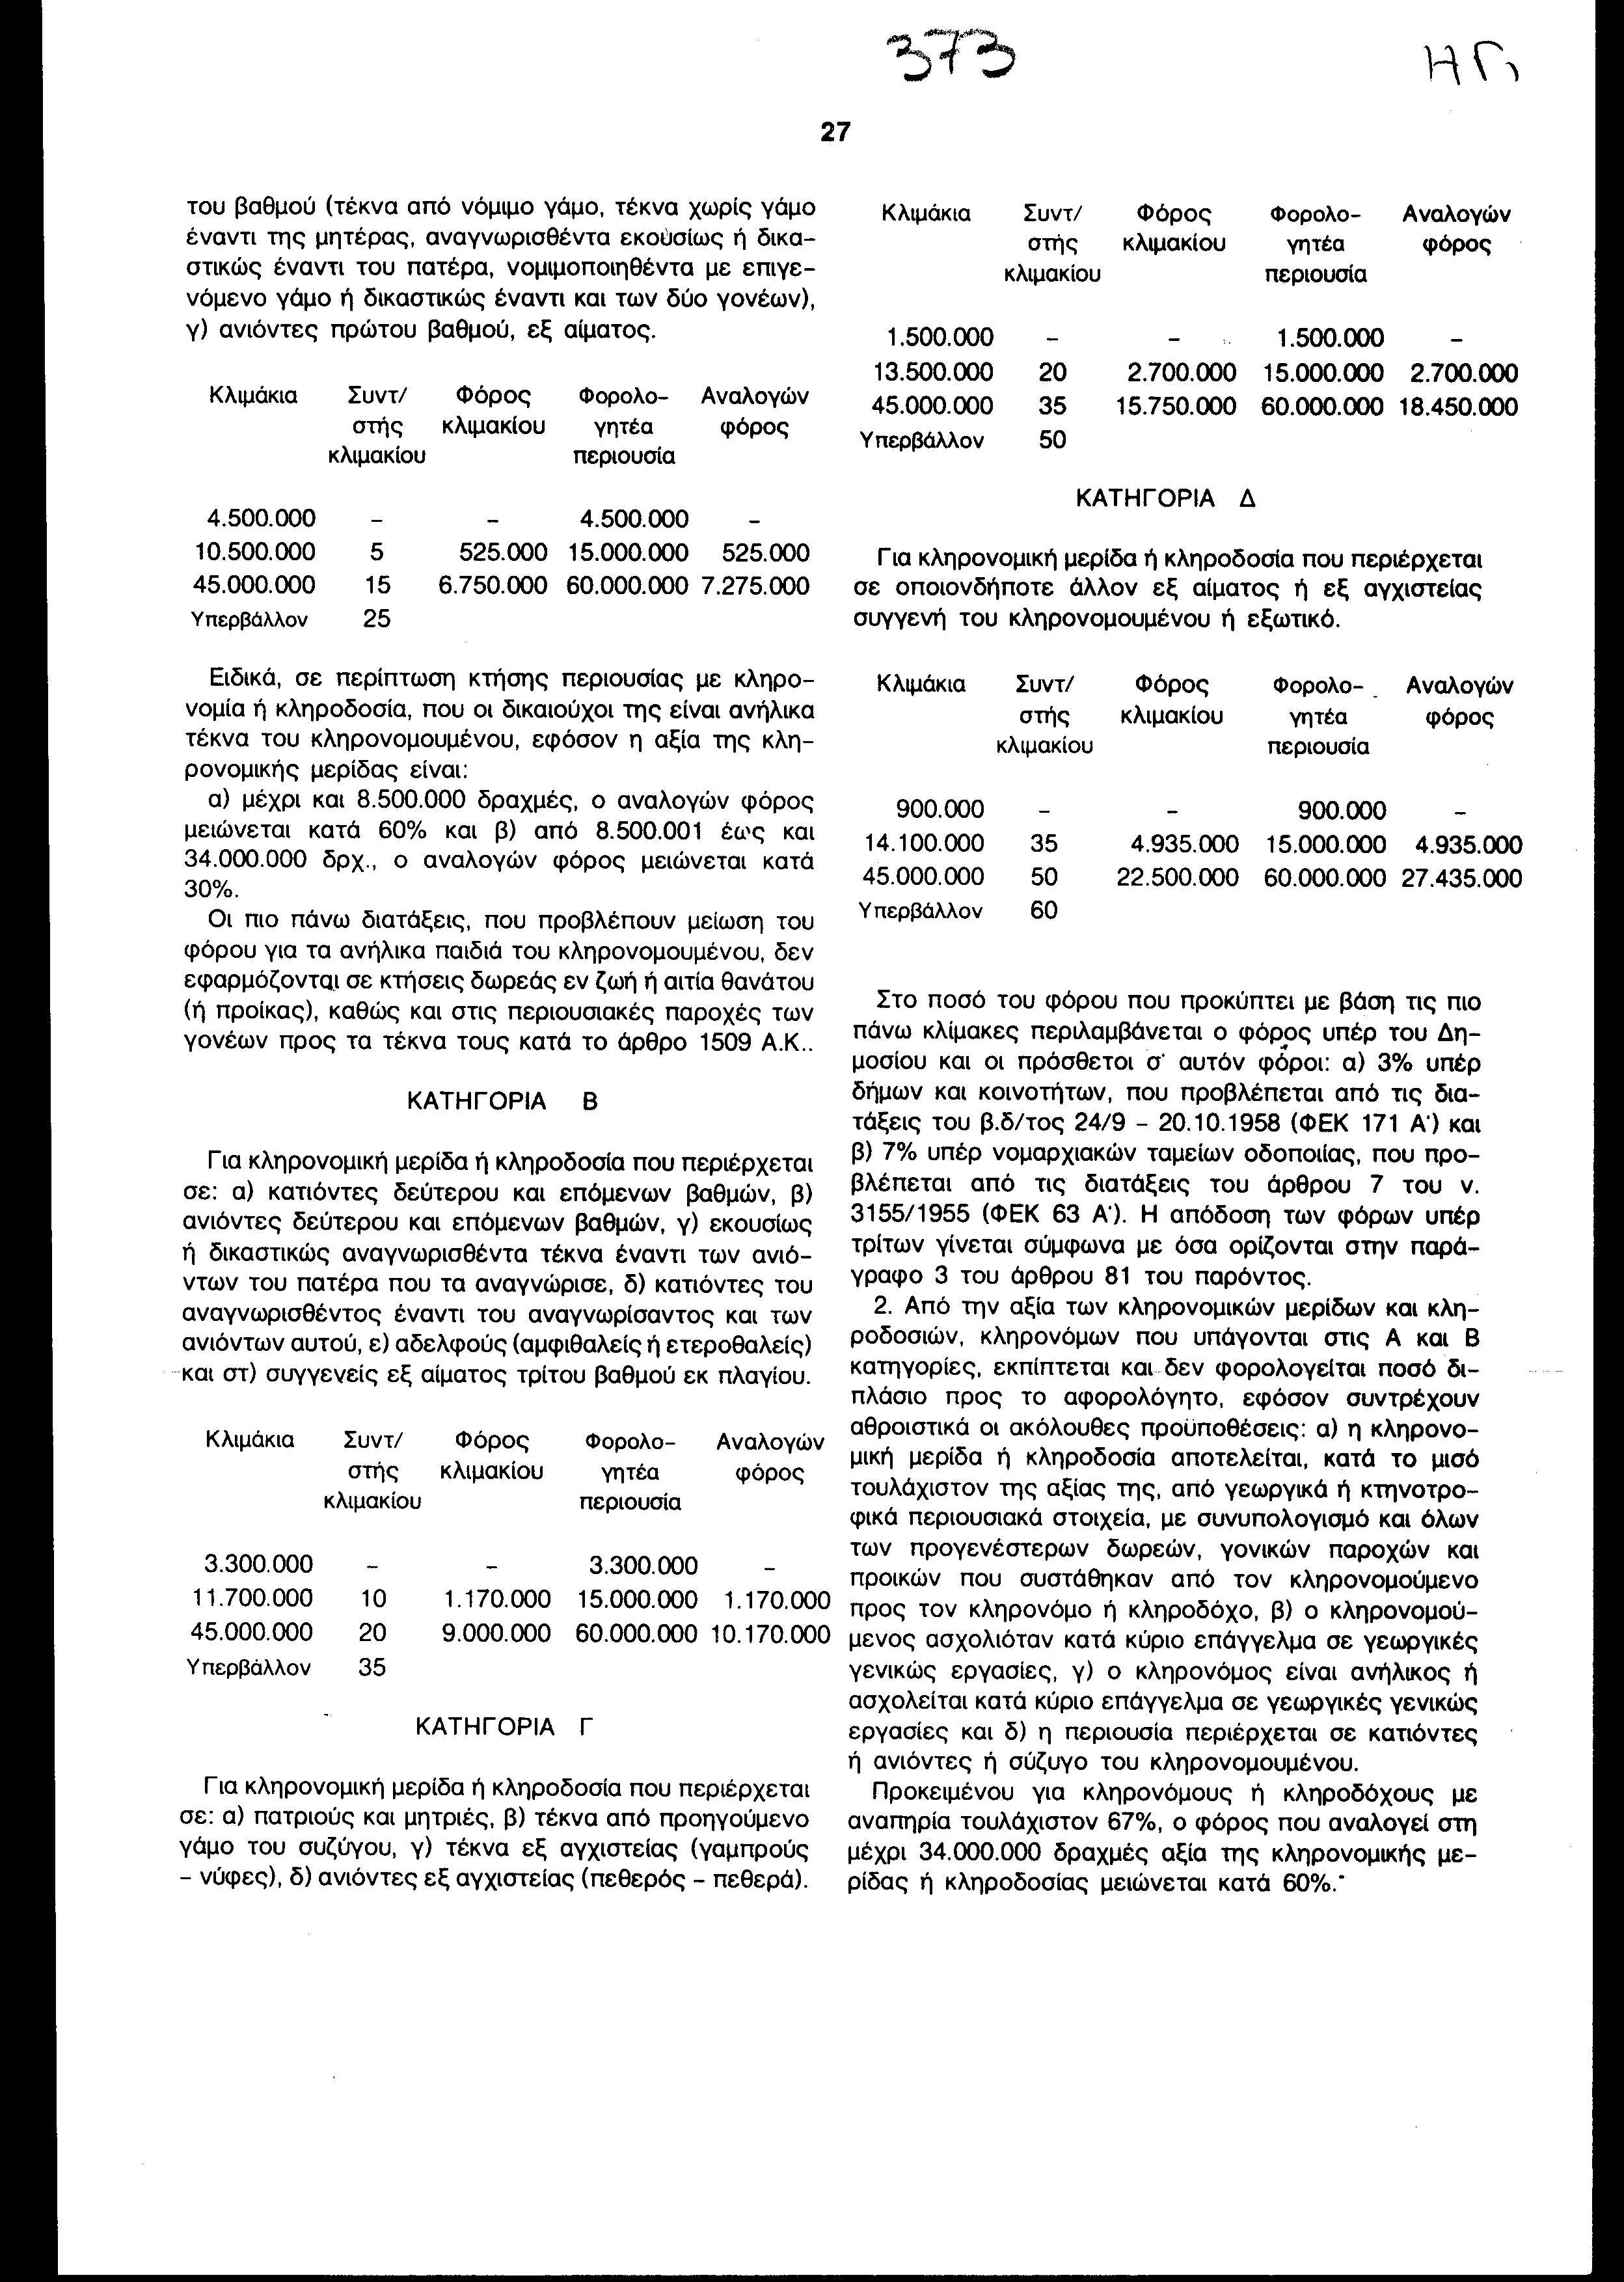 373
27
του βαθμού (τέκνα από νόμιμο γάμο, τέκνα χωρίς γάμο
έναντι της μητέρας, αναγνωρισθέντα εκούσίως ή δικα-
στικώς έναντι του πατέρα, νομιμοποιηθέντα με επιγε-
νόμενο γάμο ή δικαστικώς έναντι και των δύο γονέων),
γ) ανιόντες πρώτου βαθμού, εξ αίματος.
Κλιμάκια Συντ/ Φόρος Φορολο- Αναλογών
στής κλιμακίου γητέα φόρος
κλιμακίου περιουσία
4.500.000 - - 4.500.000 -
10.500.000 5 525.000 15.000.000 525.000
45.000.000 15 6.750.000 60.000.000 7.275.000
Υπερβάλλον 25
Ειδικά, σε περίπτωση κτήσης περιουσίας με κληρο-
νομία ή κληροδοσία, που οι δικαιούχοι της είναι ανήλικα
τέκνα του κληρονομουμένου, εφόσον η αξία της κλη-
ρονομικής μερίδας είναι:
α) μέχρι και 8.500.000 δραχμές, ο αναλογών φόρος
μειώνεται κατά 60% και β) από 8.500.001 έως και
34.000.000 δρχ., ο αναλογών φόρος μειώνεται κατά
30%.
Οι πιο πάνω διατάξεις, που προβλέπουν μείωση του
φόρου για τα ανήλικα παιδιά του κληρονομουμένου, δεν
εφαρμόζονται σε κτήσεις δωρεάς εν ζωή ή αιτία θανάτου
(ή προίκας), καθώς και στις περιουσιακές παροχές των
γονέων προς τα τέκνα τους κατά το άρθρο 1509 Α.Κ..
ΚΑΤΗΓΟΡΙΑ Β
Για κληρονομική μερίδα ή κληροδοσία που περιέρχεται
σε: α) κατιόντες δεύτερου και επόμενων βαθμών, β)
ανιόντες δεύτερου και επόμενων βαθμών, γ) εκουσίως
ή δικαστικώς αναγνωρισθέντα τέκνα έναντι των ανιό-
ντων του πατέρα που τα αναγνώρισε, δ) κατιόντες του
αναγνωρισθέντος έναντι του αναγνωρίσαντος και των
ανιόντων αυτού, ε) αδελφούς (αμφιθαλείς ή ετεροθαλείς)
και στ) συγγενείς εξ αίματος τρίτου βαθμού εκ πλαγίου.
Κλιμάκια Συντ/ Φόρος Φορολο- Αναλογών
στής κλιμακίου γητέα φόρος
κλιμακίου περιουσία
3.300.000 - - 3.300.000 -
11.700.000 10 1.170.000 15.000.000 1.170.000
45.000.000 20 9.000.000 60.000.000 10.170.000
Υπερβάλλον 35
ΚΑΤΗΓΟΡΙΑ Γ
Για κληρονομική μερίδα ή κληροδοσία που περιέρχεται
σε: α) πατριούς και μητριές, β) τέκνα από προηγούμενο
γάμο του συζύγου, γ) τέκνα εξ αγχιστείας (γαμπρούς
- νύφες), δ) ανιόντες εξ αγχιστείας (πεθερός - πεθερά).
Κλιμάκια Συντ/ Φόρος Φορολο- Αναλογών
στής κλιμακίου γητέα φόρος
κλιμακίου περιουσία
1.500.000 - - 1.500.000 -
13.500.000 20 2.700.000 15.000.000 2.700.000
45.000.000 35 15.750.000 60.000.000 18.450.000
Υπερβάλλον 50
ΚΑΤΗΓΟΡΙΑ Δ
Για κληρονομική μερίδα ή κληροδοσία που περιέρχεται
σε οποιονδήποτε άλλον εξ αίματος ή εξ αγχιστείας
συγγενή του κληρονομουμένου ή εξωτικό.
Κλιμάκια Συντ/ Φόρος Φορολο- Αναλογών
στής κλιμακίου γητέα φόρος
κλιμακίου περιουσία
900.000 - - 900.000 -
14.100.000 35 4.935.000 15.000.000 4.935.000
45.000.000 50 22.500.000 60.000.000 27.435.000
Υπερβάλλον 60
Στο ποσό του φόρου που προκύπτει με βάση τις πιο
πάνω κλίμακες περιλαμβάνεται ο φόρος υπέρ του Δη-
μοσίου και οι πρόσθετοι σ' αυτόν φόροι: α) 3% υπέρ
δήμων και κοινοτήτων, που προβλέπεται από τις δια-
τάξεις του β.δ/τος 24/9 - 20.10.1958 (ΦΕΚ 171 Α') και
β) 7% υπέρ νομαρχιακών ταμείων οδοποιίας, που προ-
βλέπεται από τις διατάξεις του άρθρου 7 του ν.
3155/1955 (ΦΕΚ 63 Α'). Η απόδοση των φόρων υπέρ
τρίτων γίνεται σύμφωνα με όσα ορίζονται στην παρά-
γραφο 3 του άρθρου 81 του παρόντος.
2. Από την αξία των κληρονομικών μερίδων και κλη-
ροδοσιών, κληρονόμων που υπάγονται στις Α και Β
κατηγορίες, εκπίπτεται και δεν φορολογείται ποσό δι-
πλάσιο προς το αφορολόγητο, εφόσον συντρέχουν
αθροιστικά οι ακόλουθες προϋποθέσεις: α) η κληρονο-
μική μερίδα ή κληροδοσία αποτελείται, κατά το μισό
τουλάχιστον της αξίας της, από γεωργικά ή κτηνοτρο-
φικά περιουσιακά στοιχεία, με συνυπολογισμό και όλων
των προγενέστερων δωρεών, γονικών παροχών και
προικών που συστάθηκαν από τον κληρονομούμενο
προς τον κληρονόμο ή κληροδόχο, β) ο κληρονομού-
μενος ασχολιόταν κατά κύριο επάγγελμα σε γεωργικές
γενικώς εργασίες, γ) ο κληρονόμος είναι ανήλικος ή
ασχολείται κατά κύριο επάγγελμα σε γεωργικές γενικώς
εργασίες και δ) η περιουσία περιέρχεται σε κατιόντες
ή ανιόντες ή σύζυγο του κληρονομουμένου.
Προκειμένου για κληρονόμους ή κληροδόχους με
αναπηρία τουλάχιστον 67%, ο φόρος που αναλογεί στη
μέχρι 34.000.000 δραχμές αξία της κληρονομικής με-
ρίδας ή κληροδοσίας μειώνεται κατά 60%."